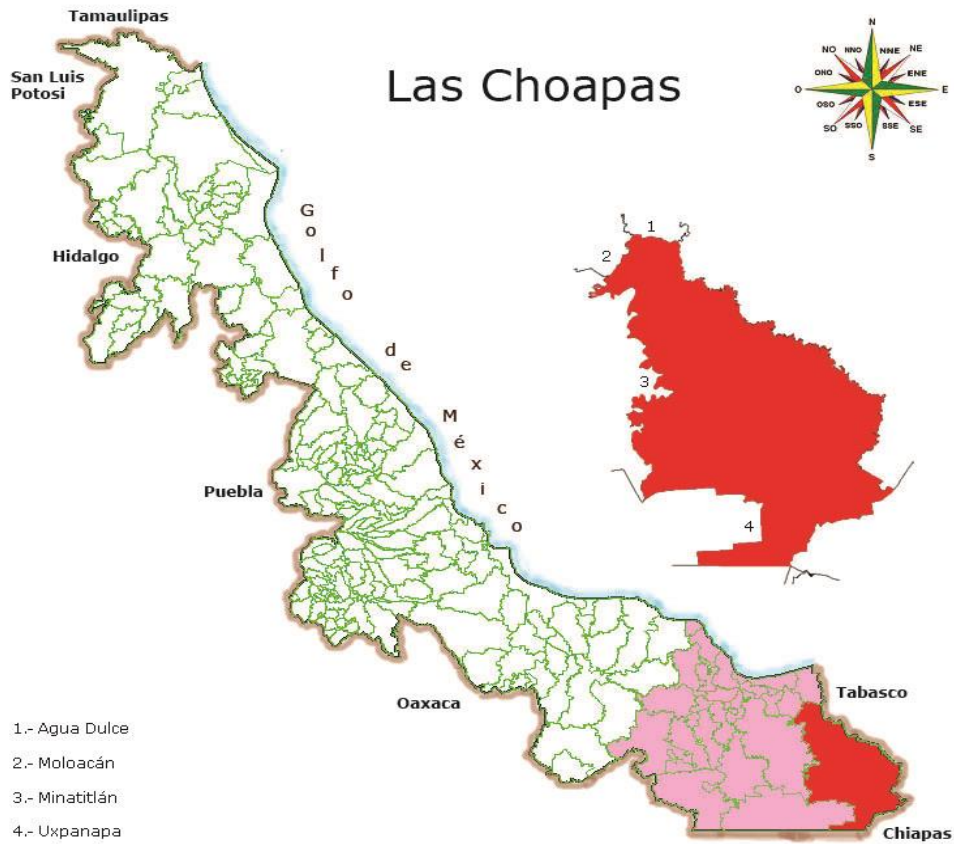 Tamaulipas
San Luis
Potosi
Las Choapas
N
NNO
NNE
NO
NE
ONO
ENE
O
E
OSO
ESE
SO
SSO
SSE
SE
S
Hidalgo
Golfo
de
México
1
2
3
4
Puebla
Oaxaca
Tabasco
Chiapas
1.- Agua Dulce
2.- Moloacán
3.- Minatitlán
4.- Uxpanapa